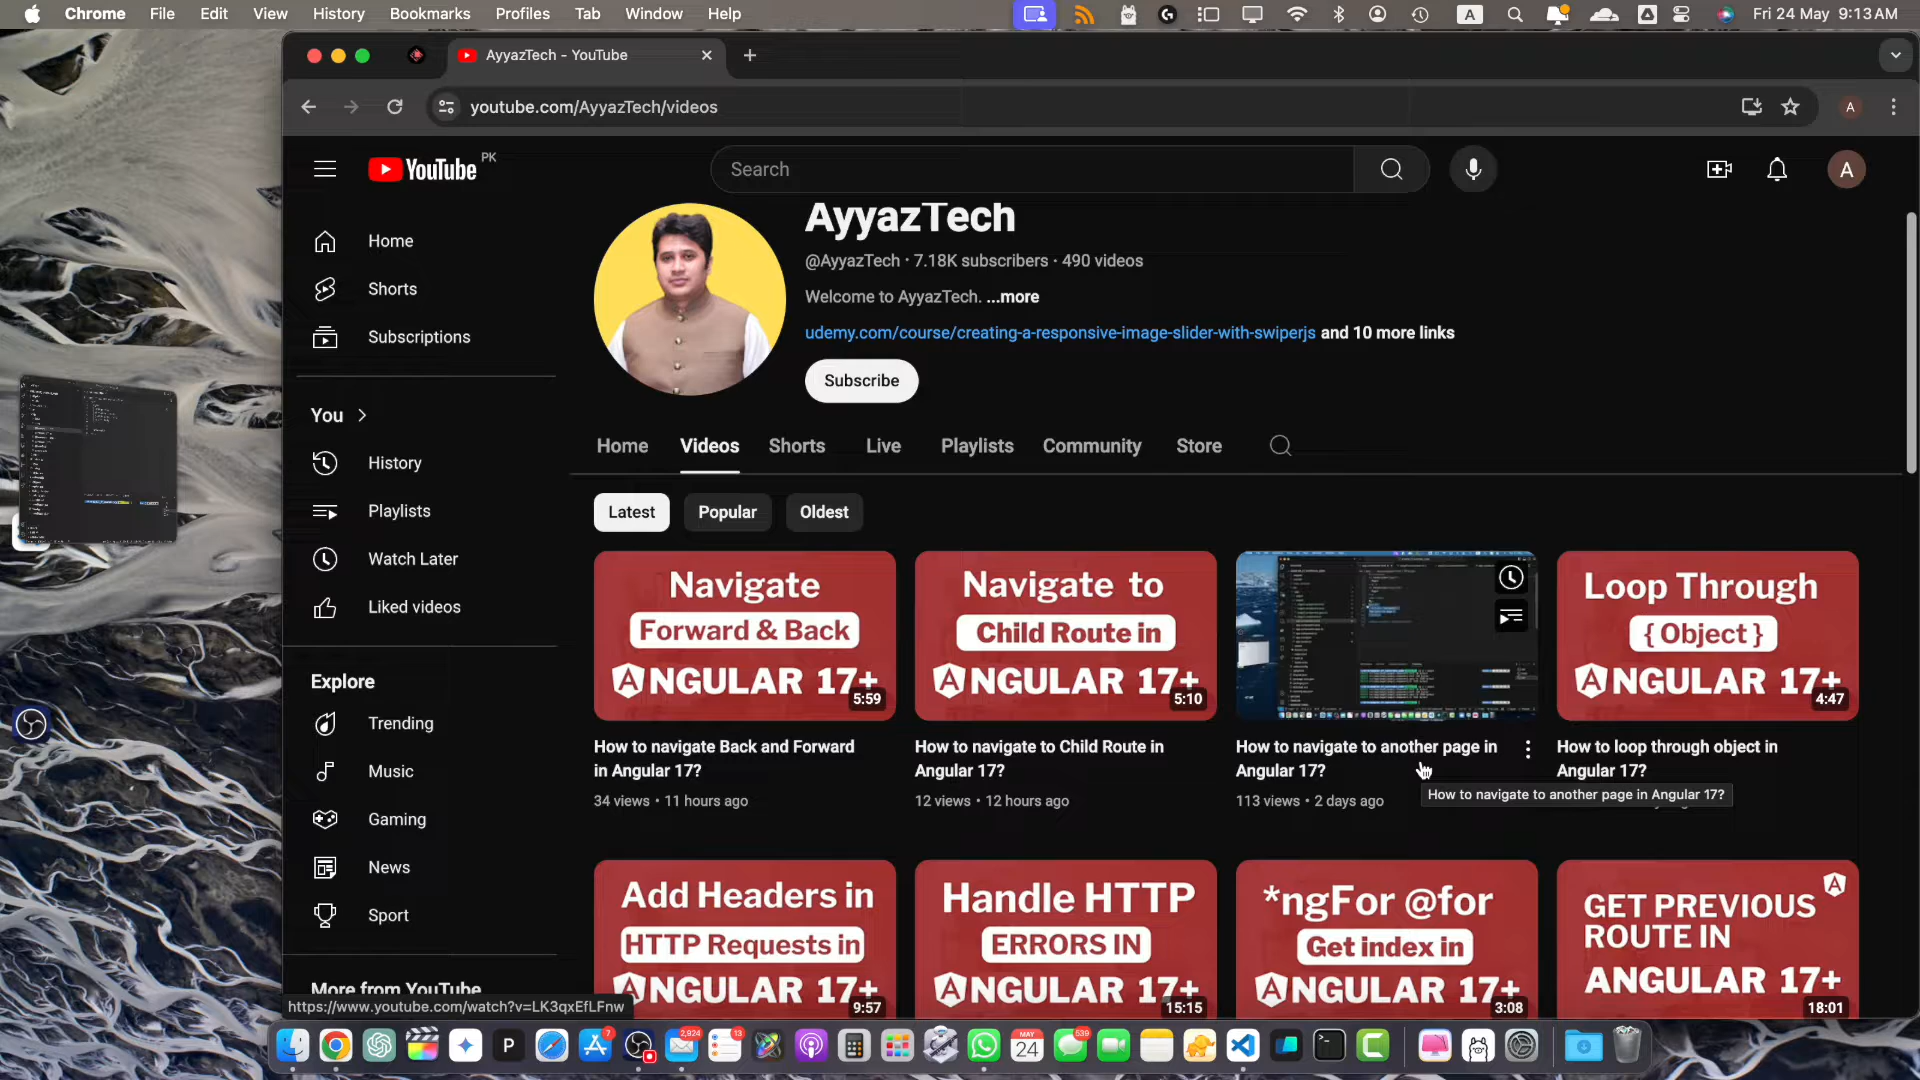 Chrome File Edit View History Bookmarks Profiles Tab Window Help
A
Fri 24 May 9:13 AM
AyyazTech - YouTube
youtube.com/AyyazTech/videos
A
YouTube PK
Search
A
Home
Shorts
Subscriptions
You
History
Playlists
Watch Later
Liked videos
Explore
Trending
Music
Gaming
News
Sport
More from YouTube
https://www.youtube.com/watch?v=LK3qxEfLFnw
AyyazTech
@AyyazTech · 7.18K subscribers · 490 videos
Welcome to AyyazTech. ...more
udemy.com/course/creating-a-responsive-image-slider-with-swiperjs and 10 more links
Subscribe
Home Videos Shorts Live Playlists Community Store
Latest Popular Oldest
Navigate
Forward & Back
ANGULAR 17+
5:59
How to navigate Back and Forward
in Angular 17?
34 views · 11 hours ago
Navigate to
Child Route in
ANGULAR 17+
5:10
How to navigate to Child Route in
Angular 17?
12 views · 12 hours ago
How to navigate to another page in
Angular 17?
113 views · 2 days ago
How to navigate to another page in Angular 17?
Loop Through
{ Object }
ANGULAR 17+
4:47
How to loop through object in
Angular 17?
Add Headers in
HTTP Requests in
ANGULAR 17+
9:57
Handle HTTP
ERRORS IN
ANGULAR 17+
15:15
*ngFor @for
Get index in
ANGULAR 17+
3:08
A
GET PREVIOUS
ROUTE IN
ANGULAR 17+
18:01
P
7
2,924
13
MAY
24
539